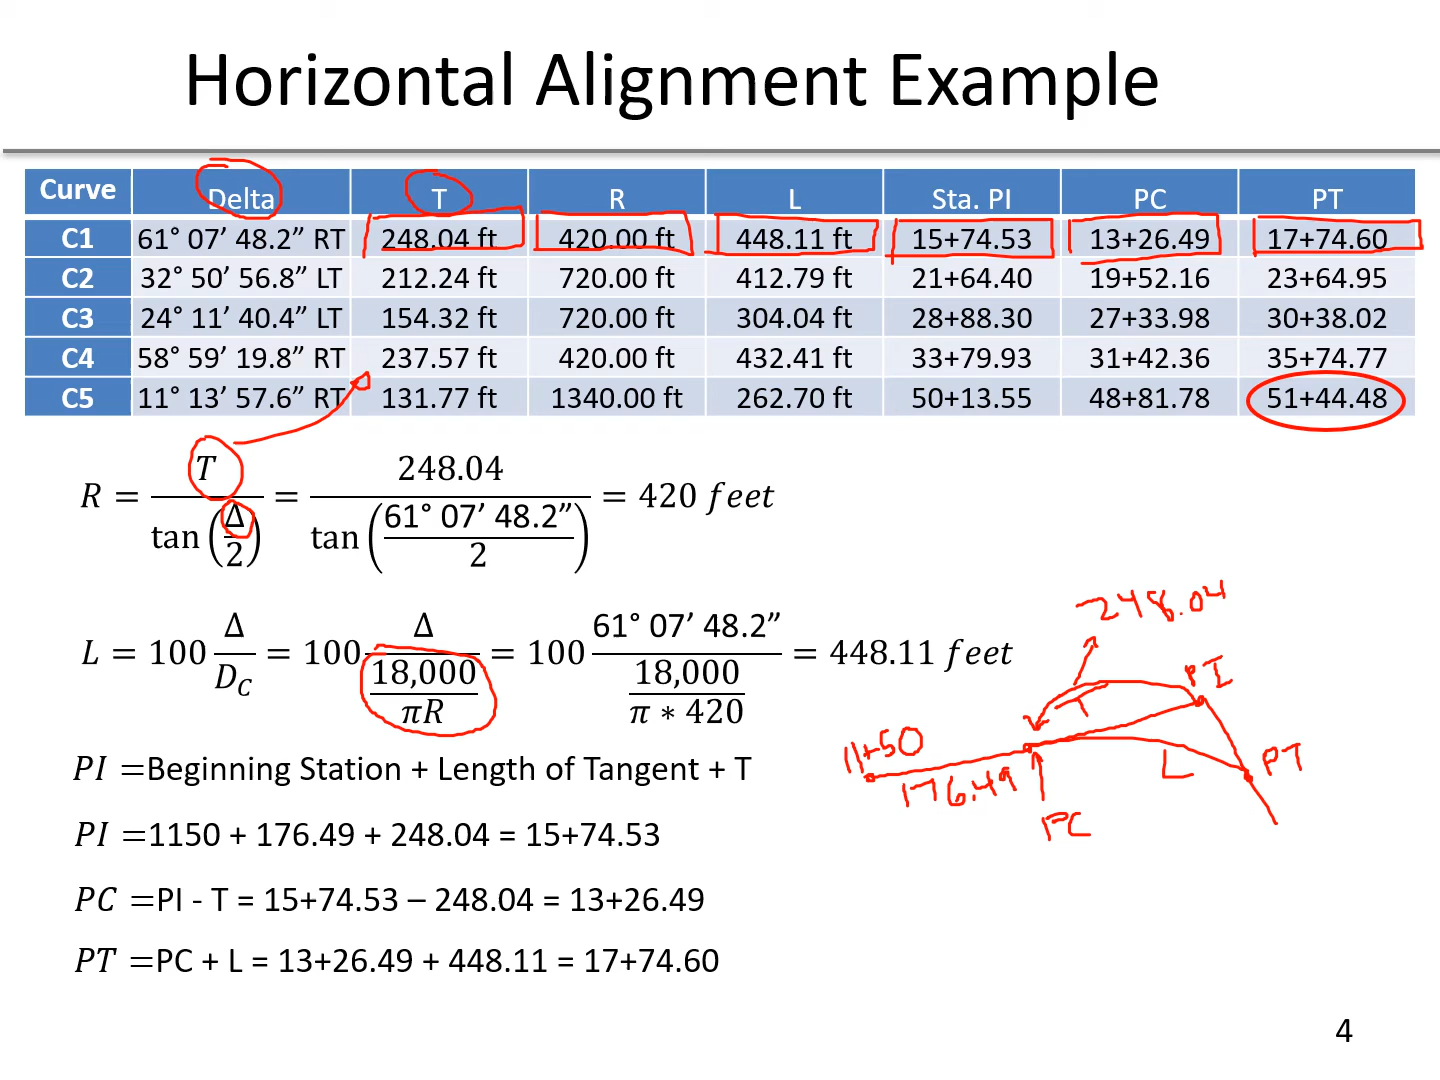 Horizontal Alignment Example
Curve Delta T R L Sta. PI PC PT
C1 61° 07’ 48.2” RT 248.04 ft 420.00 ft 448.11 ft 15+74.53 13+26.49 17+74.60
C2 32° 50’ 56.8” LT 212.24 ft 720.00 ft 412.79 ft 21+64.40 19+52.16 23+64.95
C3 24° 11’ 40.4” LT 154.32 ft 720.00 ft 304.04 ft 28+88.30 27+33.98 30+38.02
C4 58° 59’ 19.8” RT 237.57 ft 420.00 ft 432.41 ft 33+79.93 31+42.36 35+74.77
C5 11° 13’ 57.6” RT 131.77 ft 1340.00 ft 262.70 ft 50+13.55 48+81.78 51+44.48
R = T / tan(Δ/2) = 248.04 / tan(61° 07’ 48.2”/2) = 420 feet
L = 100 Δ/D_C = 100 Δ/(18,000/πR) = 100 61° 07’ 48.2”/(18,000/π∗420) = 448.11 feet
PI =Beginning Station + Length of Tangent + T
PI =1150 + 176.49 + 248.04 = 15+74.53
PC =PI - T = 15+74.53 – 248.04 = 13+26.49
PT =PC + L = 13+26.49 + 448.11 = 17+74.60
248.04
PI
T
11+50
176.49
L
PT
PC
4